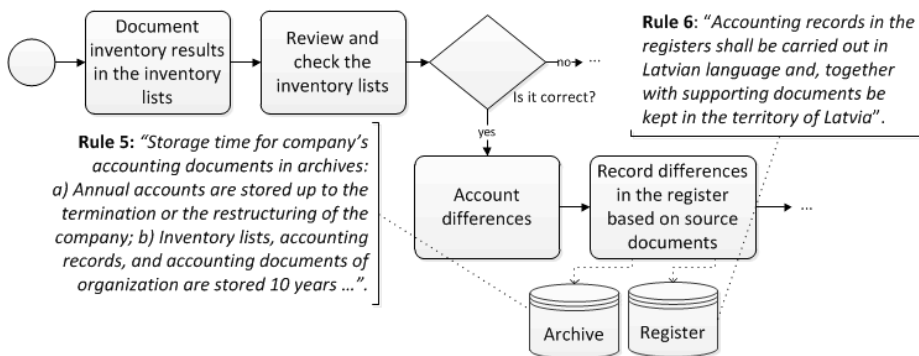 Document
inventory results
in the inventory
lists
Review and
check the
inventory lists
Is it correct?
no
...
yes
Rule 6: “Accounting records in the
registers shall be carried out in
Latvian language and, together
with supporting documents be
kept in the territory of Latvia”.
Rule 5: “Storage time for company’s
accounting documents in archives:
a) Annual accounts are stored up to the
termination or the restructuring of the
company; b) Inventory lists, accounting
records, and accounting documents of
organization are stored 10 years ...”.
Account
differences
Record differences
in the register
based on source
documents
...
Archive
Register